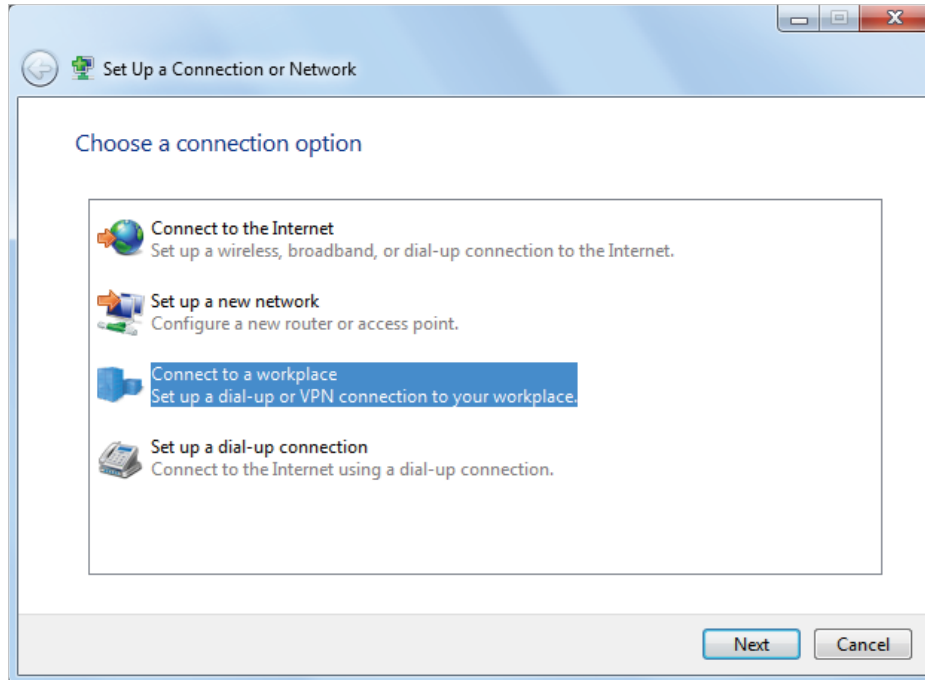 Set Up a Connection or Network
Choose a connection option
Connect to the Internet
Set up a wireless, broadband, or dial-up connection to the Internet.
Set up a new network
Configure a new router or access point.
Connect to a workplace
Set up a dial-up or VPN connection to your workplace.
Set up a dial-up connection
Connect to the Internet using a dial-up connection.
Next Cancel